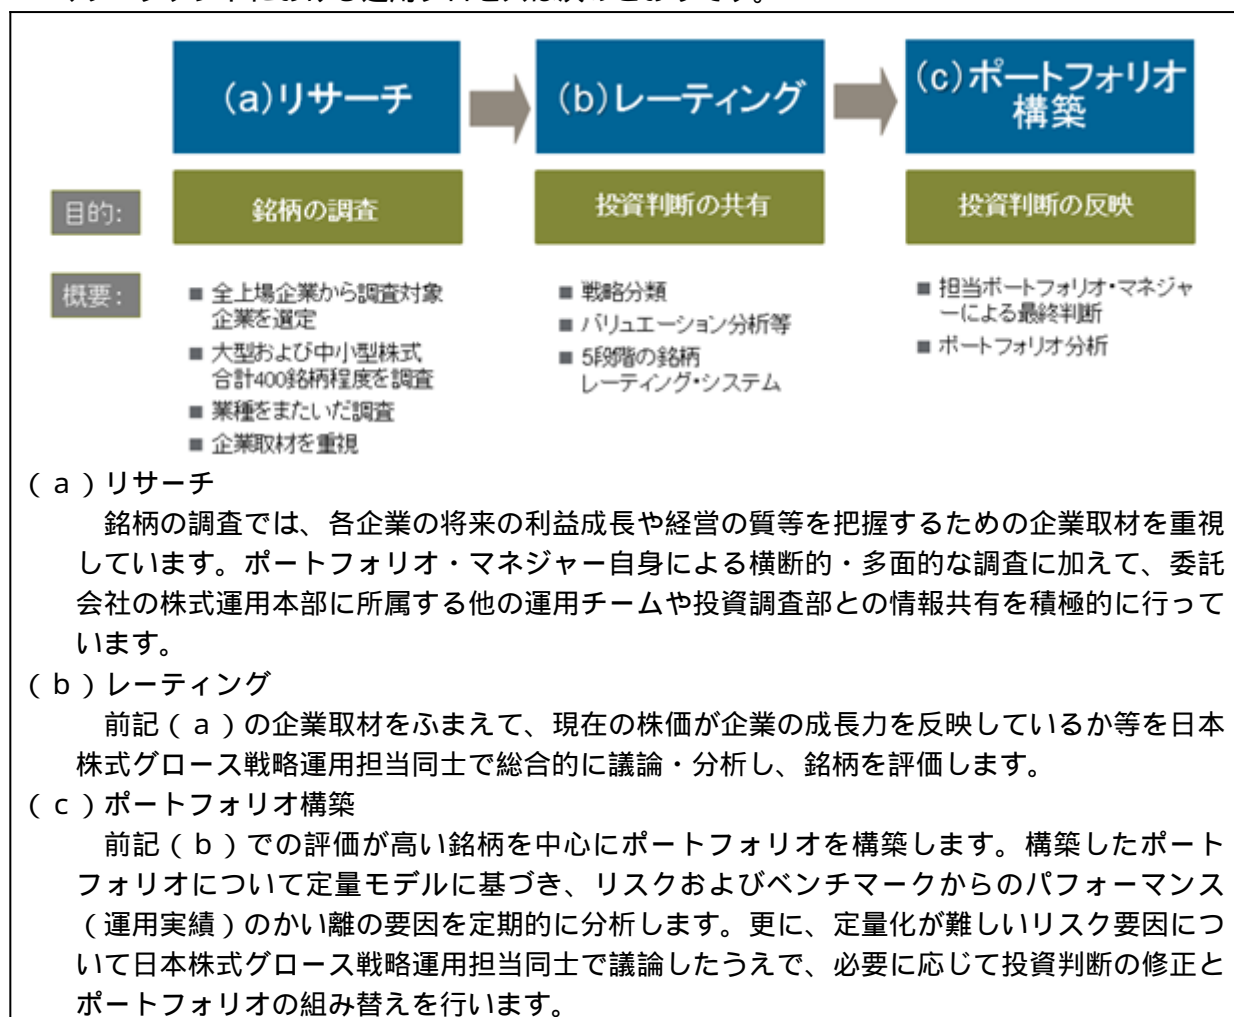 (a)リサーチ
(b)レーティング
(c)ポートフォリオ
構築
目的:
銘柄の調査
投資判断の共有
投資判断の反映
概要:
■ 全上場企業から調査対象
企業を選定
■ 大型および中小型株式
合計400銘柄程度を調査
■ 業種をまたいだ調査
■ 企業取材を重視
■ 戦略分類
■ バリュエーション分析等
■ 5段階の銘柄
レーティング・システム
■ 担当ポートフォリオ・マネジャ
ーによる最終判断
■ ポートフォリオ分析
(a)リサーチ
銘柄の調査では、各企業の将来の利益成長や経営の質等を把握するための企業取材を重視
しています。ポートフォリオ・マネジャー自身による横断的・多面的な調査に加えて、委託
会社の株式運用本部に所属する他の運用チームや投資調査部との情報共有を積極的に行って
います。
(b)レーティング
前記(a)の企業取材をふまえて、現在の株価が企業の成長力を反映しているか等を日本
株式グロース戦略運用担当同士で総合的に議論・分析し、銘柄を評価します。
(c)ポートフォリオ構築
前記(b)での評価が高い銘柄を中心にポートフォリオを構築します。構築したポート
フォリオについて定量モデルに基づき、リスクおよびベンチマークからのパフォーマンス
(運用実績)のかい離の要因を定期的に分析します。更に、定量化が難しいリスク要因につ
いて日本株式グロース戦略運用担当同士で議論したうえで、必要に応じて投資判断の修正と
ポートフォリオの組み替えを行います。